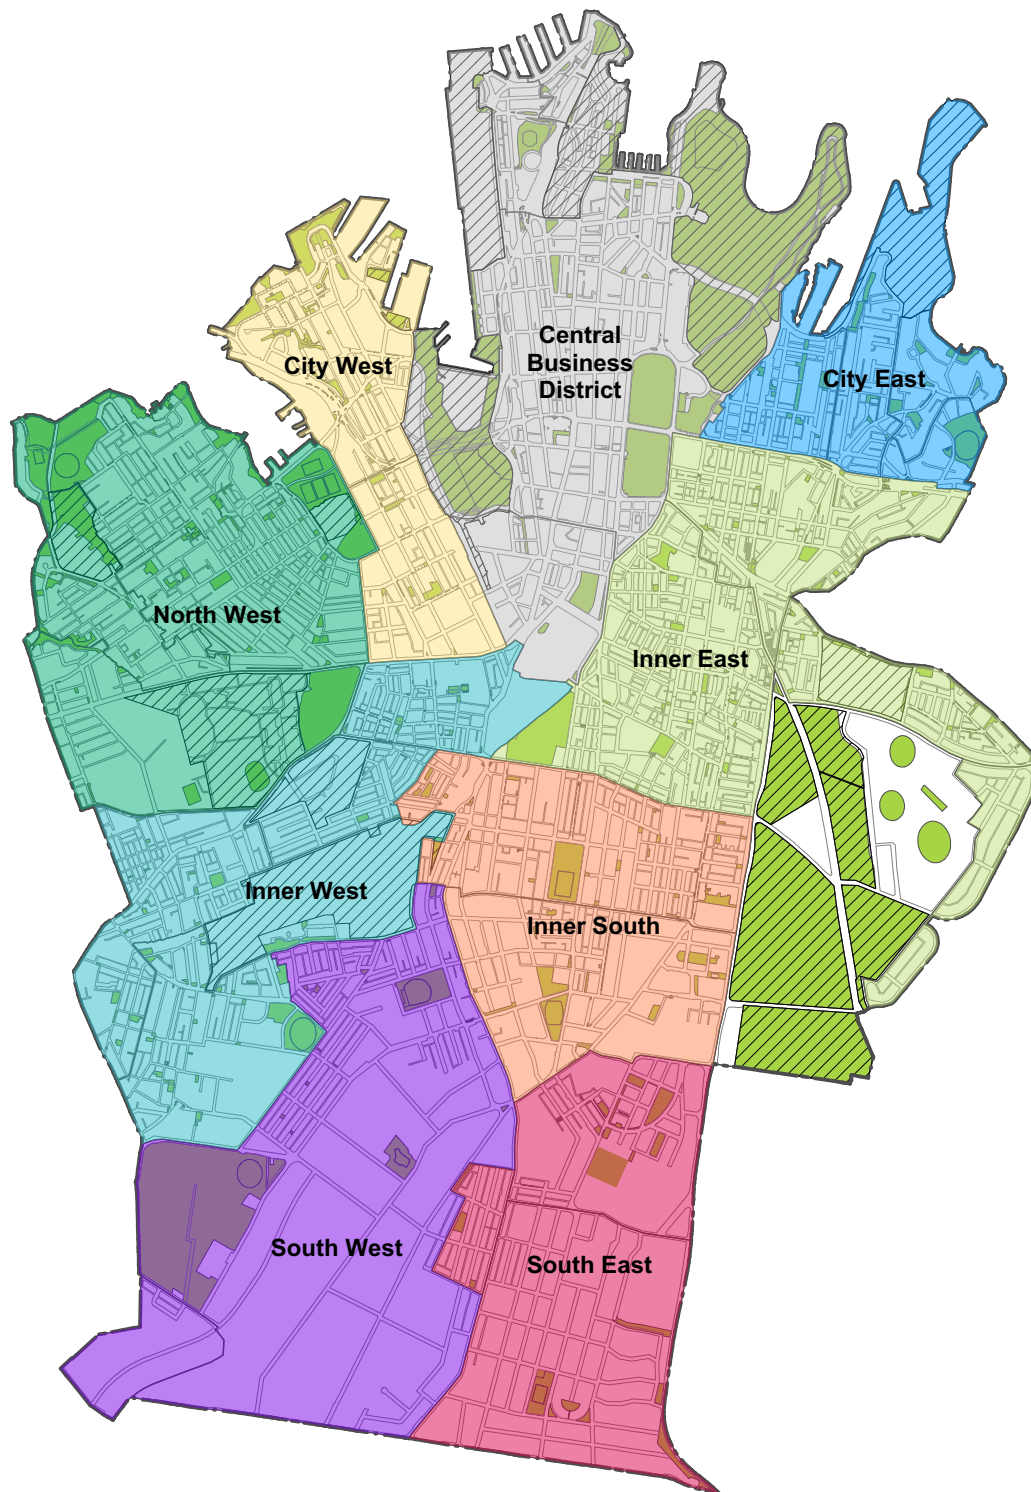 Central
Business
District
City West
City East
North West
Inner East
Inner West
Inner South
South West
South East